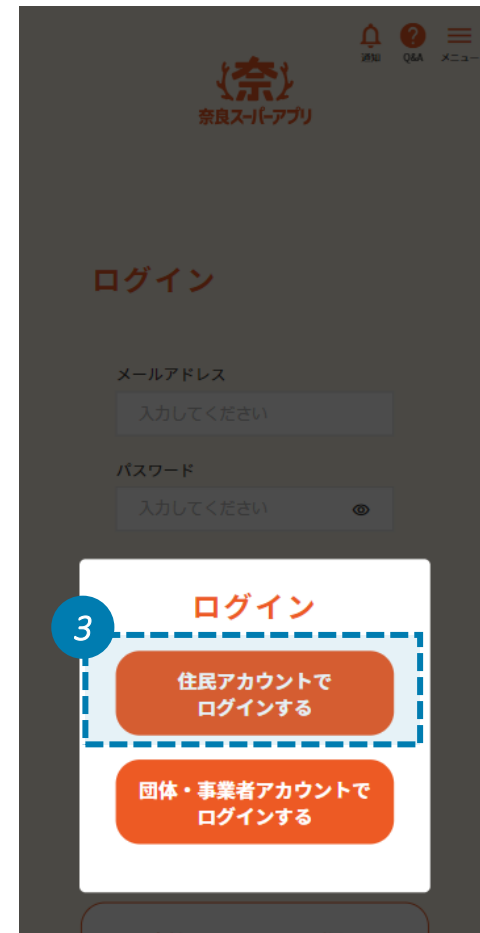 通知 Q&A メニュー
奈
奈良スーパーアプリ
ログイン
メールアドレス
入力してください
パスワード
入力してください
ログイン
3
住民アカウントで
ログインする
団体・事業者アカウントで
ログインする